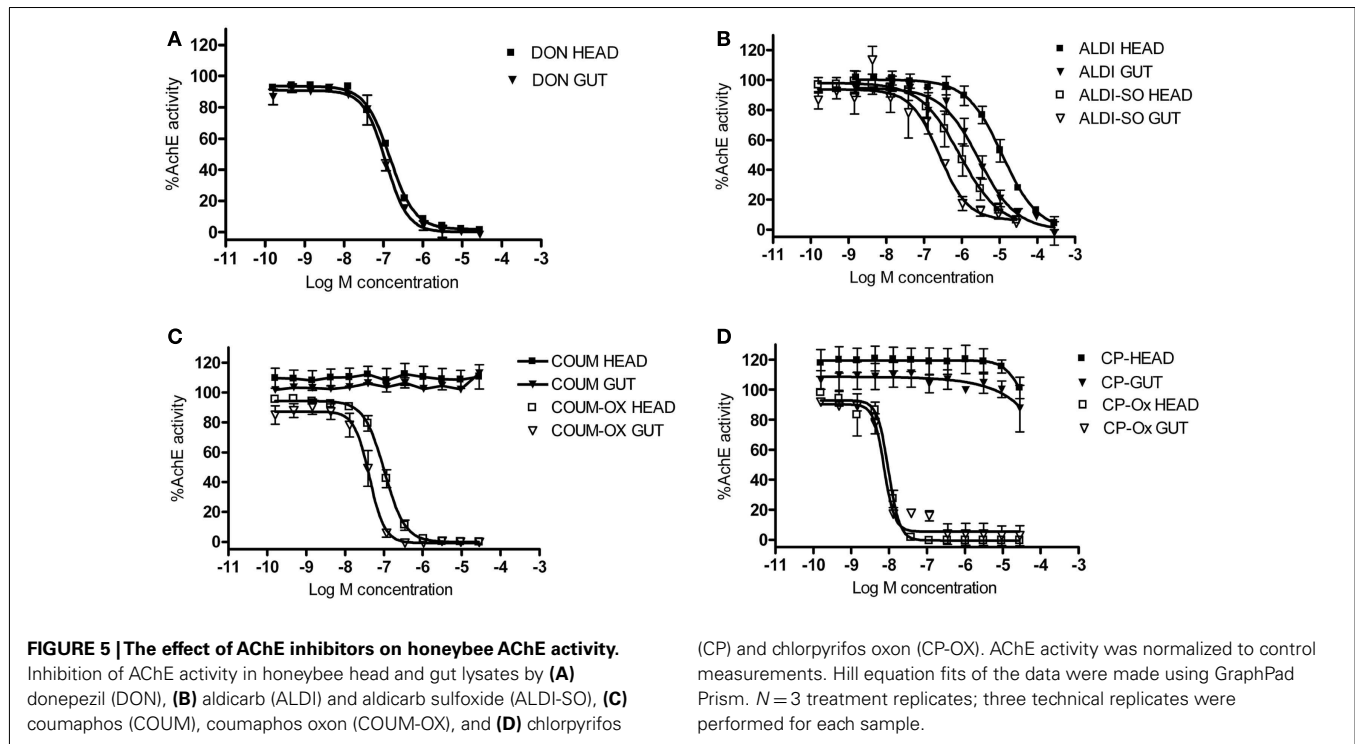 A
120
100
80
60
40
20
0
%AchE activity
-11 -10 -9 -8 -7 -6 -5 -4 -3
Log M concentration
DON HEAD
DON GUT
B
120
100
80
60
40
20
0
%AchE activity
-11 -10 -9 -8 -7 -6 -5 -4 -3
Log M concentration
ALDI HEAD
ALDI GUT
ALDI-SO HEAD
ALDI-SO GUT
C
120
100
80
60
40
20
0
%AchE activity
-11 -10 -9 -8 -7 -6 -5 -4 -3
Log M concentration
COUM HEAD
COUM GUT
COUM-OX HEAD
COUM-OX GUT
D
120
100
80
60
40
20
0
%AchE activity
-11 -10 -9 -8 -7 -6 -5 -4 -3
Log M concentration
CP-HEAD
CP-GUT
CP-Ox HEAD
CP-Ox GUT
FIGURE 5 | The effect of AChE inhibitors on honeybee AChE activity.
Inhibition of AChE activity in honeybee head and gut lysates by (A)
donepezil (DON), (B) aldicarb (ALDI) and aldicarb sulfoxide (ALDI-SO), (C)
coumaphos (COUM), coumaphos oxon (COUM-OX), and (D) chlorpyrifos
(CP) and chlorpyrifos oxon (CP-OX). AChE activity was normalized to control
measurements. Hill equation fits of the data were made using GraphPad
Prism. N = 3 treatment replicates; three technical replicates were
performed for each sample.